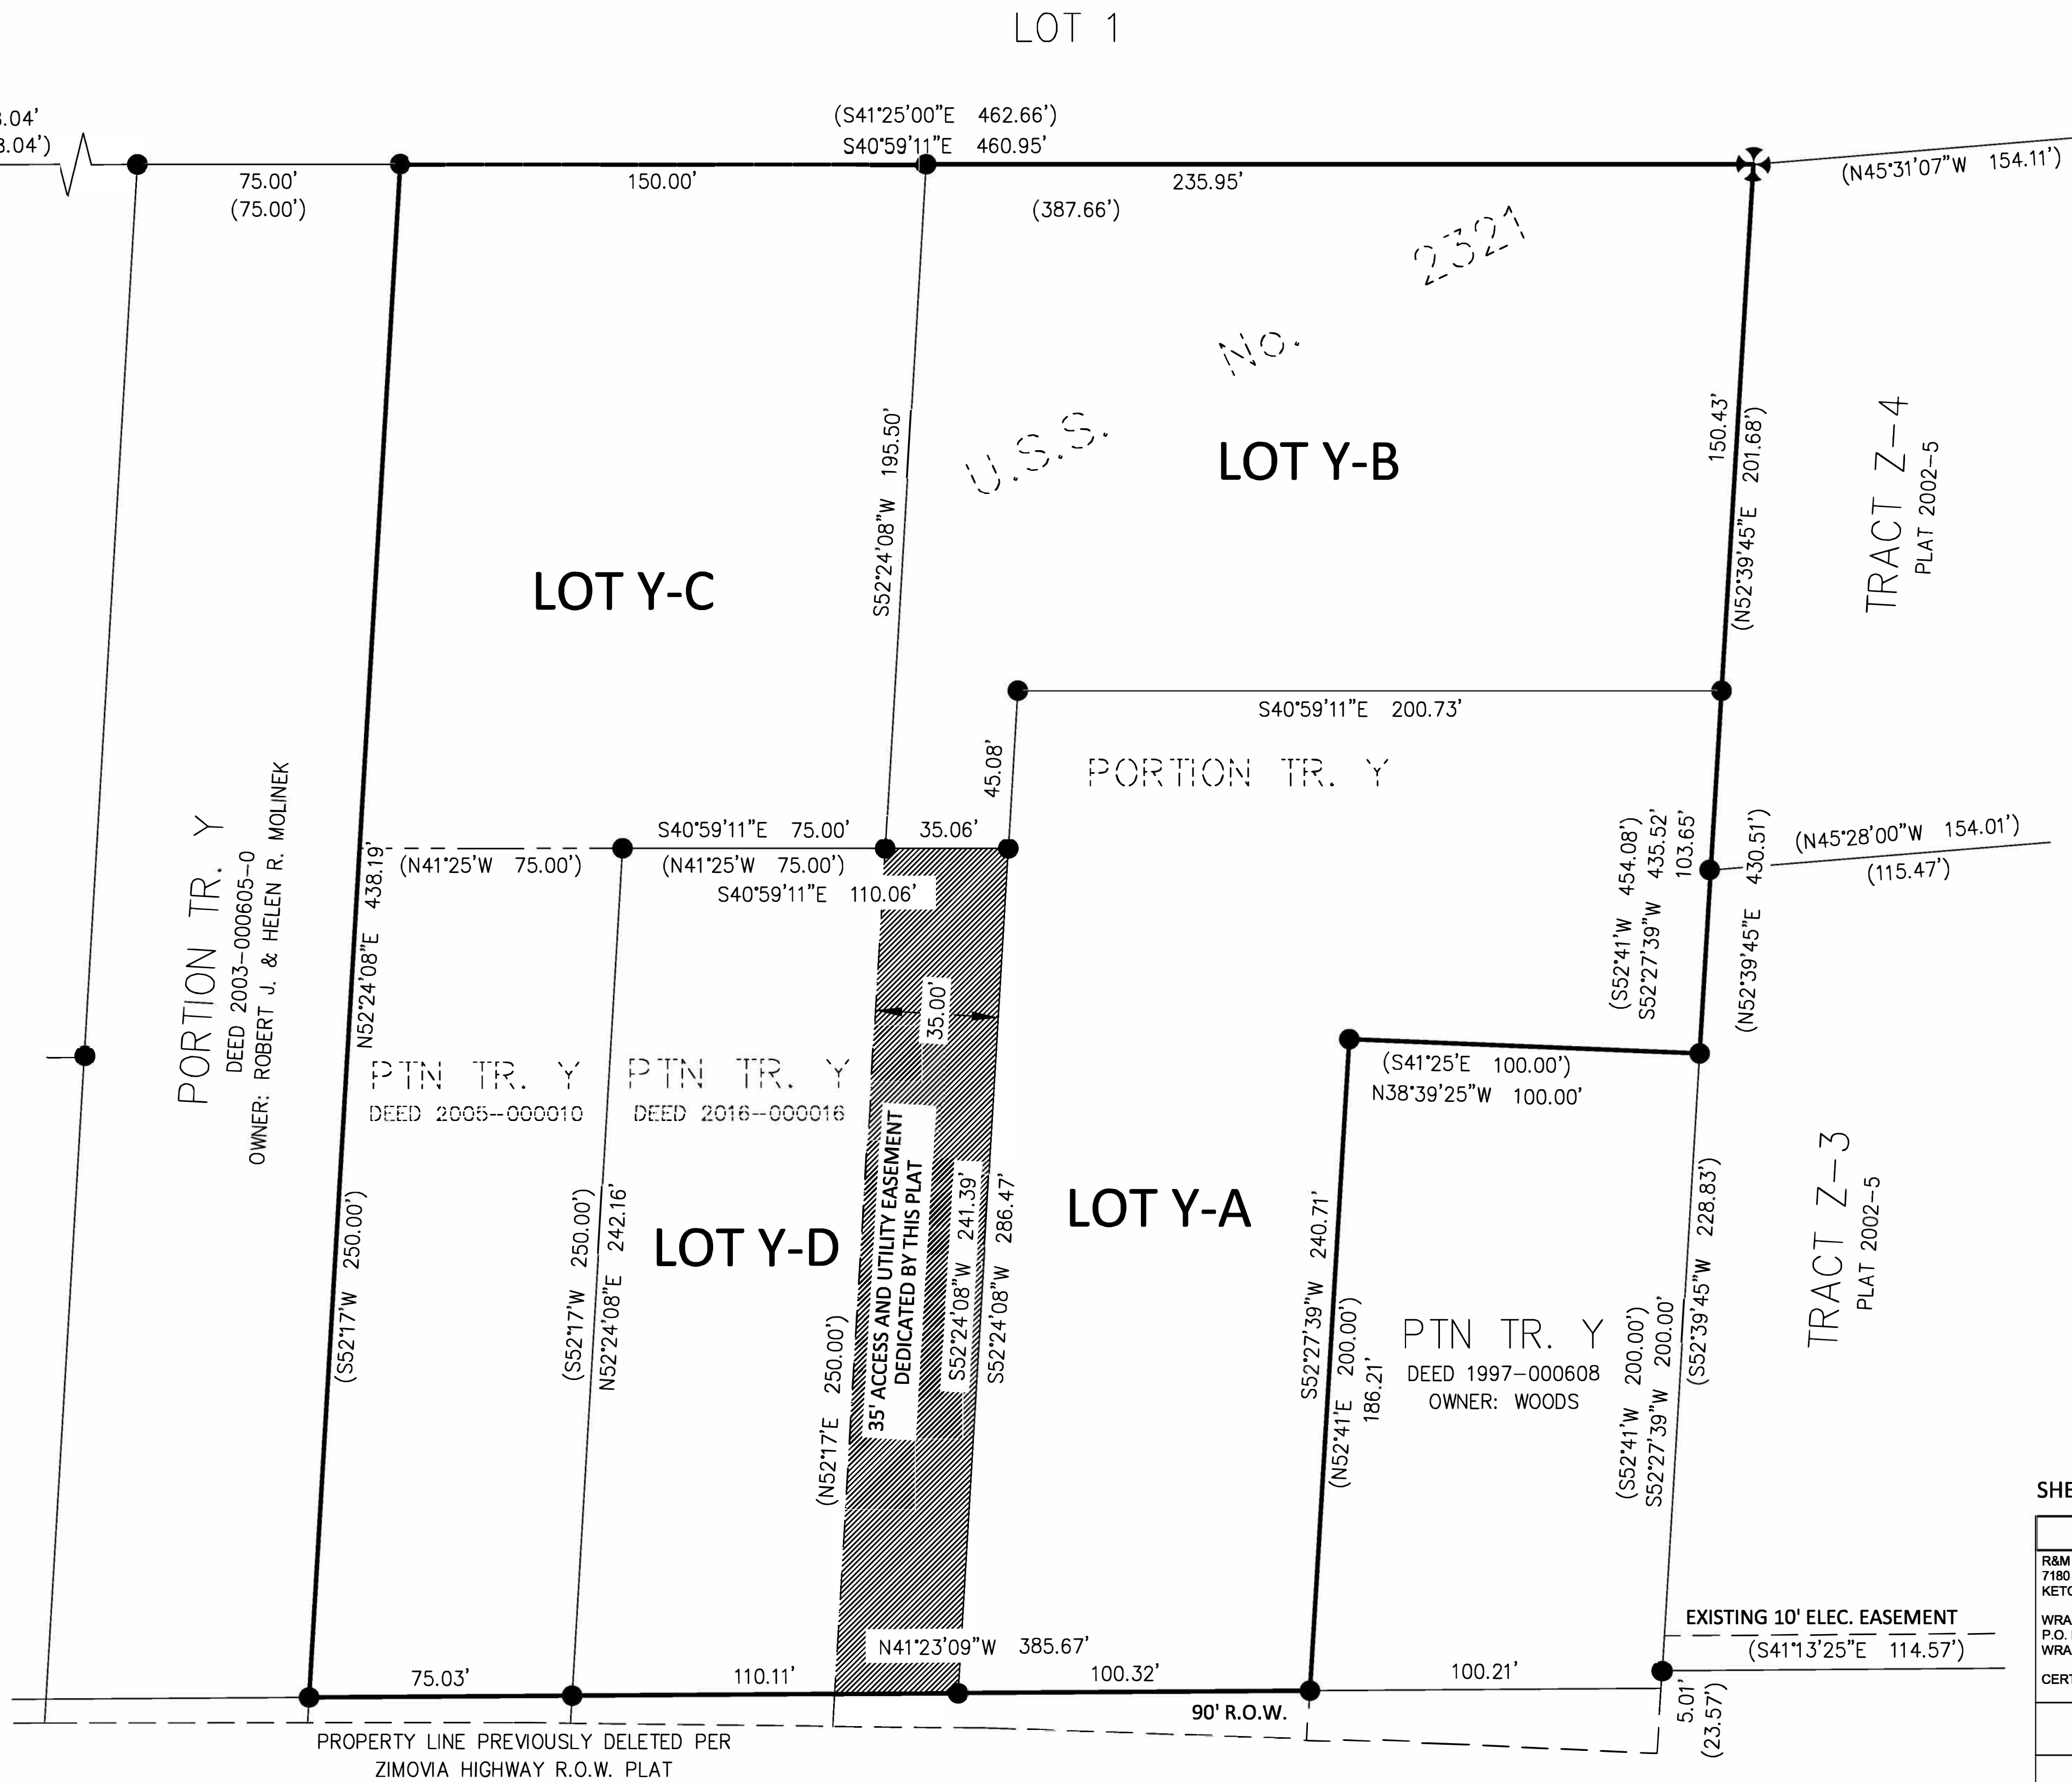 LOT 1
(S41°25'00"E 462.66')
S40°59'11"E 460.95'
.04'
3.04')
75.00'
(75.00')
150.00'
235.95'
(387.66')
(N45°31'07"W 154.11')
U.S.S. No. 2321
S52°24'08"W 195.50'
LOT Y-B
150.43'
(N52°39'45"E 201.68')
TRACT Z-4
PLAT 2002-5
LOT Y-C
S40°59'11"E 200.73'
45.08'
PORTION TR. Y
PORTION TR. Y
DEED 2003-000605-0
OWNER: ROBERT J. & HELEN R. MOLINEK
N52°24'08"E 438.19'
(S52°17'W 250.00')
(N41°25'W 75.00')
S40°59'11"E 75.00'
(N41°25'W 75.00')
S40°59'11"E 110.06'
35.06'
35.00'
(S52°41'W 454.08')
S52°27'39"W 435.52'
103.65'
(N52°39'45"E 430.51')
(N45°28'00"W 154.01')
(115.47')
(S41°25'E 100.00')
N38°39'25"W 100.00'
PTN TR. Y
DEED 2005-000010
PTN TR. Y
DEED 2016-000016
(S52°17'W 250.00')
N52°24'08"E 242.16'
LOT Y-D
(N52°17'E 250.00')
35' ACCESS AND UTILITY EASEMENT
DEDICATED BY THIS PLAT
S52°24'08"W 241.39'
S52°24'08"W 286.47'
LOT Y-A
S52°27'39"W 240.71'
(N52°41'E 200.00')
186.21'
PTN TR. Y
DEED 1997-000608
OWNER: WOODS
(S52°41'W 200.00')
S52°27'39"W 200.00'
(S52°39'45"W 228.83')
TRACT Z-3
PLAT 2002-5
SHE
R&M
7180
KETC
WRA
P.O.
WRA
CERT
EXISTING 10' ELEC. EASEMENT
(S41°13'25"E 114.57')
N41°23'09"W 385.67'
75.03'
110.11'
100.32'
100.21'
5.01'
(23.57')
90' R.O.W.
PROPERTY LINE PREVIOUSLY DELETED PER
ZIMOVIA HIGHWAY R.O.W. PLAT